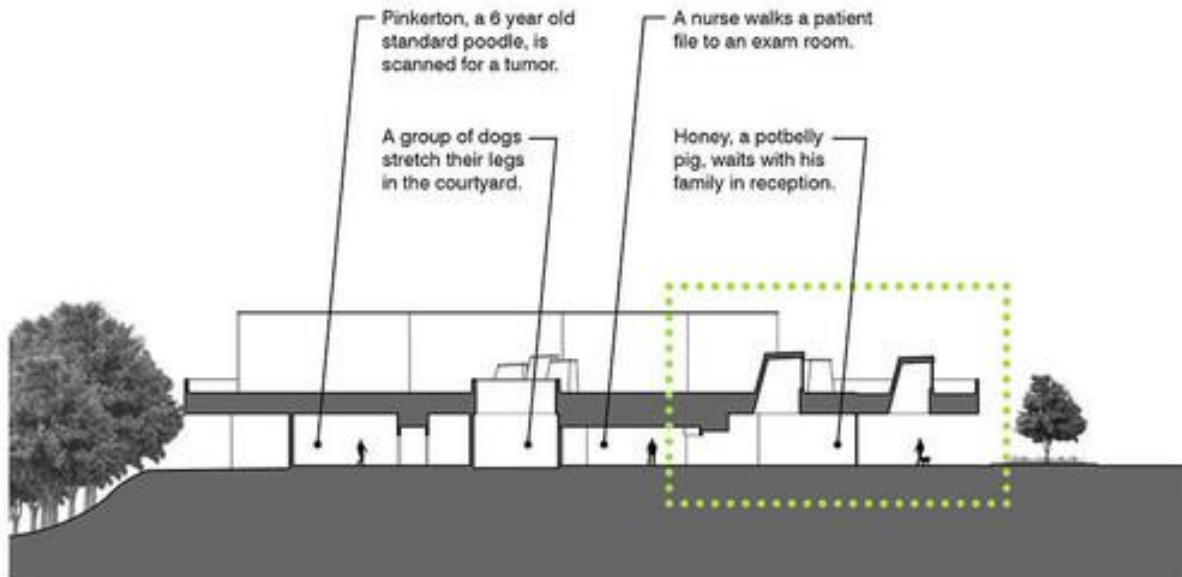 Pinkerton, a 6 year old
standard poodle, is
scanned for a tumor.
A nurse walks a patient
file to an exam room.
A group of dogs
stretch their legs
in the courtyard.
Honey, a potbelly
pig, waits with his
family in reception.